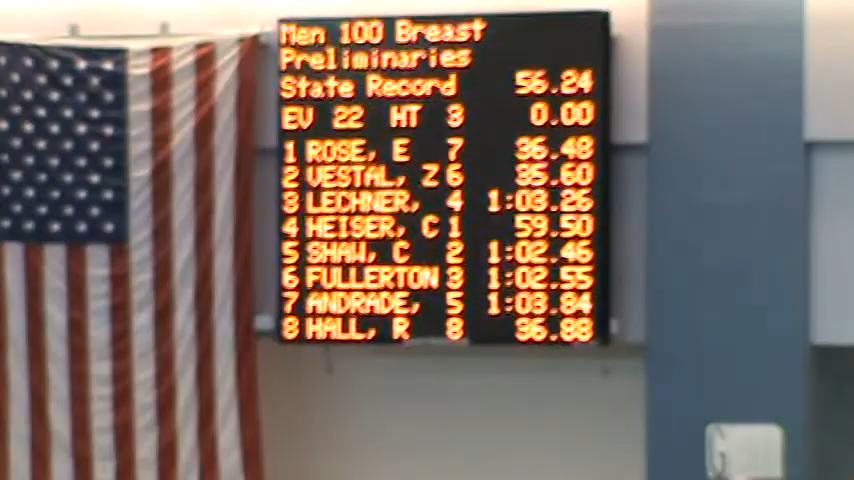 Men 100 Breast
Preliminaries
State Record 56.24
EV 22 HT 3 0.00
1 ROSE, E 7 36.48
2 VESTAL, Z 6 35.60
3 LECHNER, 4 1:03.26
4 HEISER, C 1 59.50
5 SHAW, C 2 1:02.46
6 FULLERTON 3 1:02.55
7 ANDRADE, 5 1:03.84
8 HALL, R 8 36.88